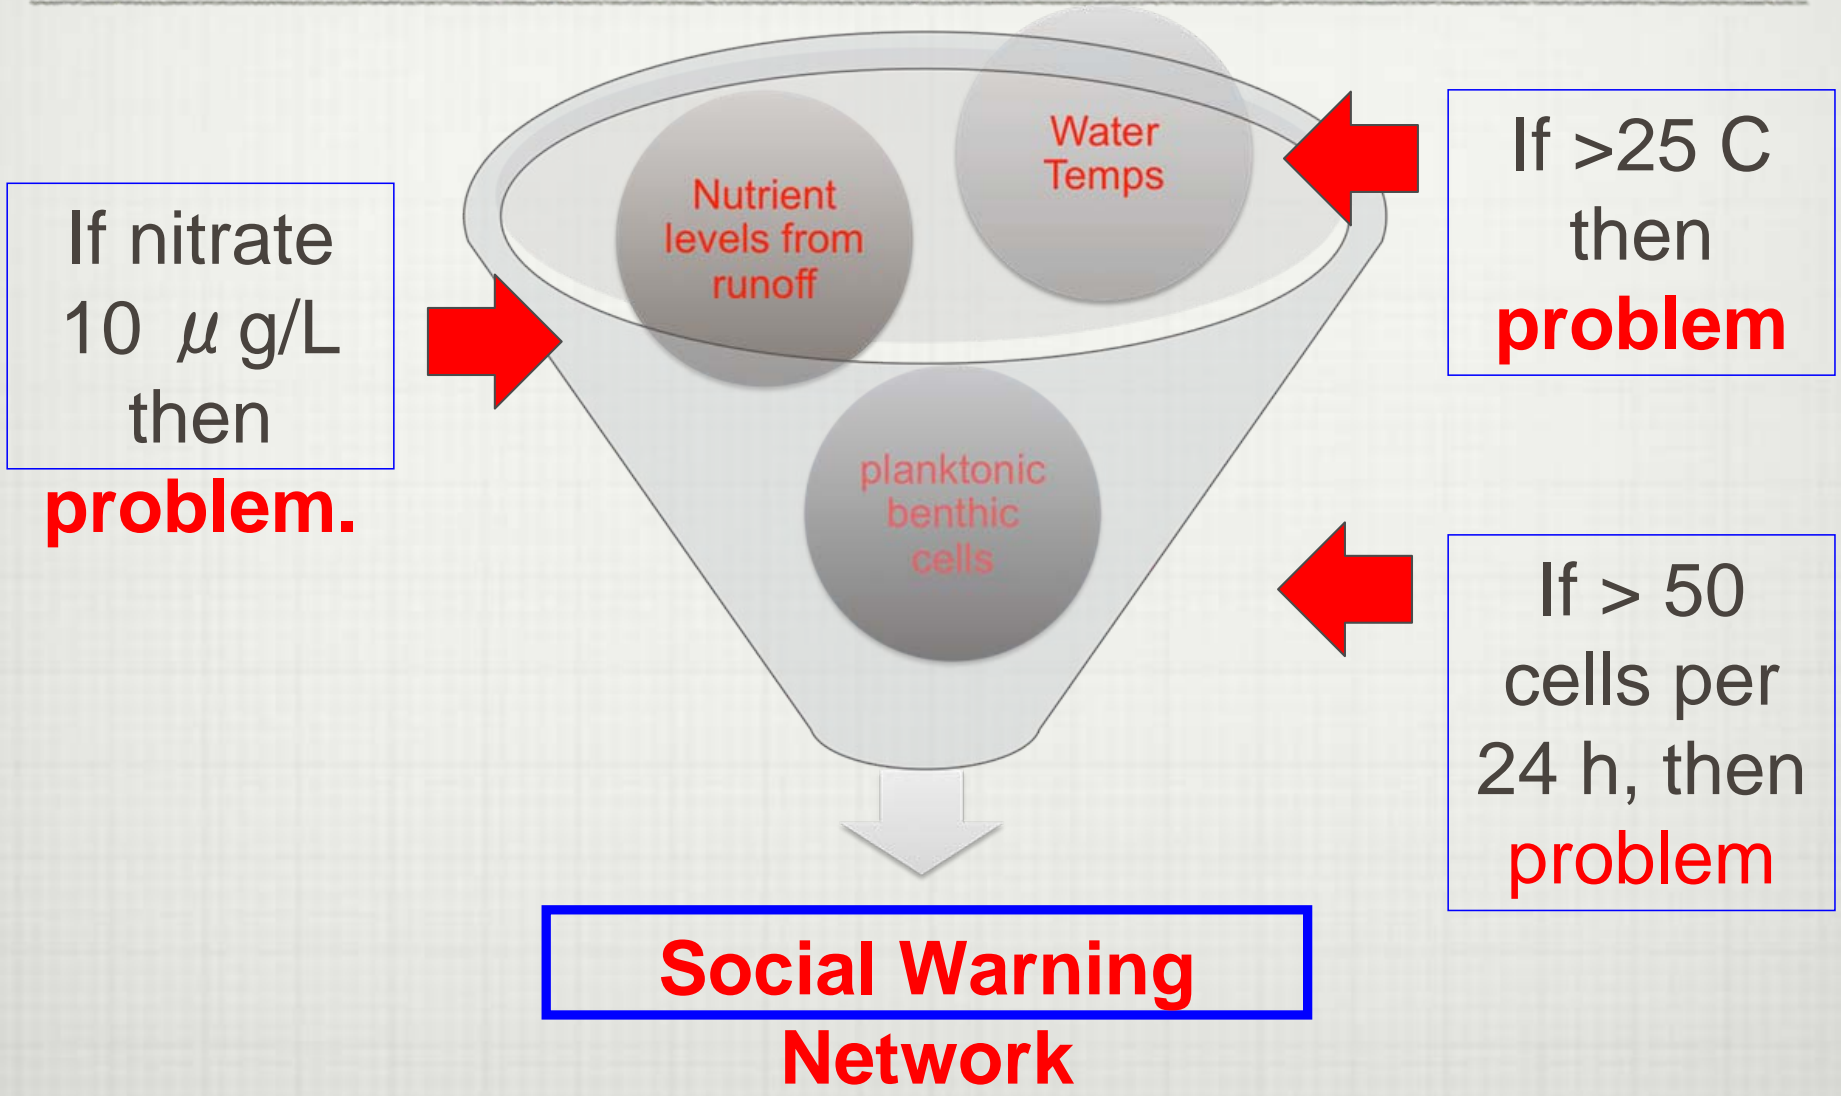 If nitrate
10 μ g/L
then
problem.
Nutrient
levels from
runoff
Water
Temps
If >25 C
then
problem
planktonic
benthic
cells
If > 50
cells per
24 h, then
problem
Social Warning
Network